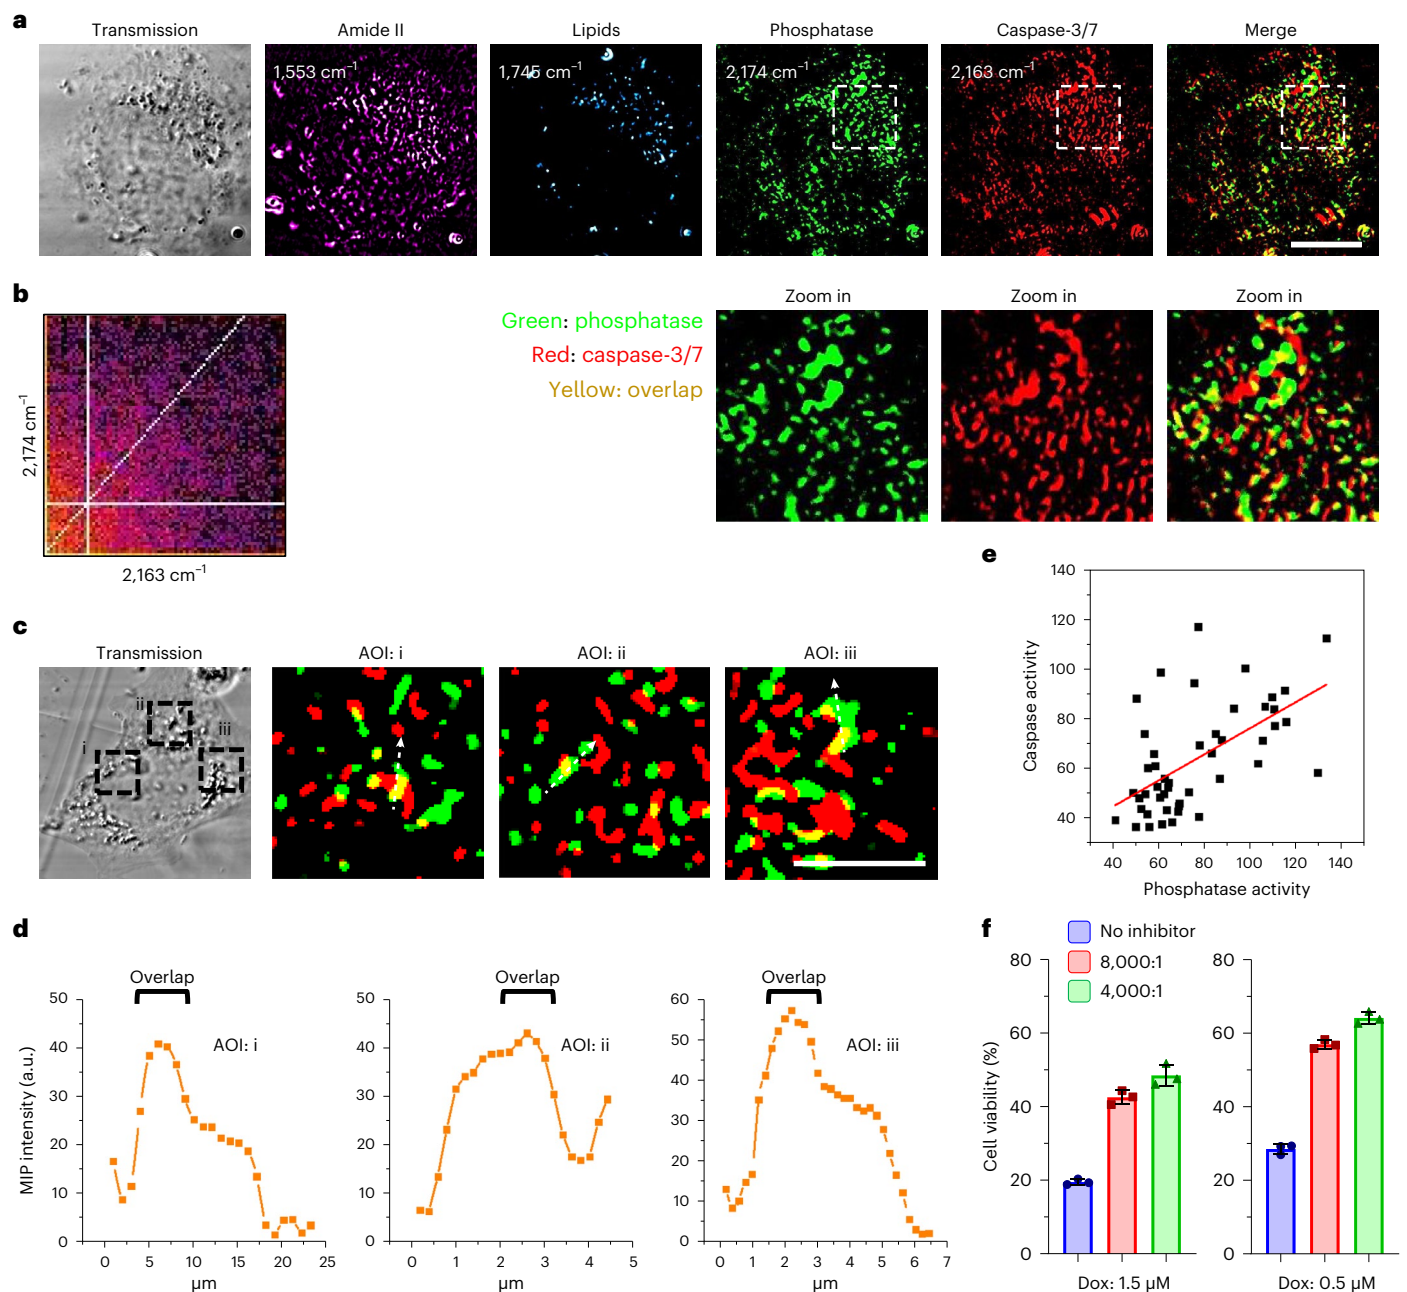 a
Transmission
Amide II
Lipids
Phosphatase
Caspase-3/7
Merge
1,553 cm⁻¹
1,745 cm⁻¹
2,174 cm⁻¹
2,163 cm⁻¹
b
2,174 cm⁻¹
2,163 cm⁻¹
Green: phosphatase
Red: caspase-3/7
Yellow: overlap
Zoom in
Zoom in
Zoom in
c
Transmission
AOI: i
AOI: ii
AOI: iii
i
ii
iii
d
Overlap
Overlap
Overlap
AOI: i
AOI: ii
AOI: iii
MIP intensity (a.u.)
50
40
30
20
10
0
0 5 10 15 20 25
µm
50
40
30
20
10
0
0 1 2 3 4 5
µm
60
50
40
30
20
10
0
0 1 2 3 4 5 6 7
µm
e
Caspase activity
140
120
100
80
60
40
40 60 80 100 120 140
Phosphatase activity
f
No inhibitor
8,000:1
4,000:1
Cell viability (%)
80
60
40
20
0
Dox: 1.5 µM
80
60
40
20
0
Dox: 0.5 µM